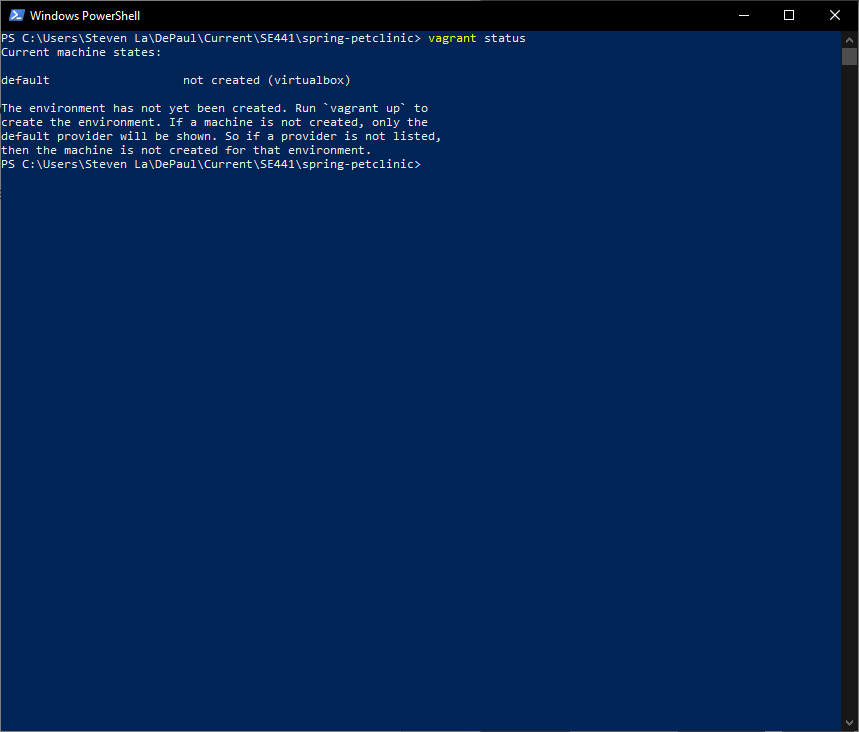 Windows PowerShell
PS C:\Users\Steven La\DePaul\Current\SE441\spring-petclinic> vagrant status
Current machine states:
default                   not created (virtualbox)
The environment has not yet been created. Run `vagrant up` to
create the environment. If a machine is not created, only the
default provider will be shown. So if a provider is not listed,
then the machine is not created for that environment.
PS C:\Users\Steven La\DePaul\Current\SE441\spring-petclinic>